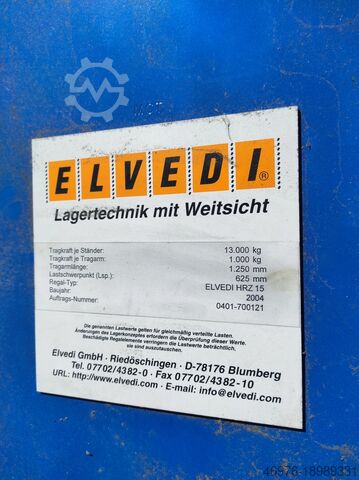 ELVEDI®
Lagertechnik mit Weitsicht
Tragkraft je Ständer: 13.000 kg
Tragkraft je Tragarm: 1.000 kg
Tragarmlänge: 1.250 mm
Lastschwerpunkt (Lsp.): 625 mm
Regal-Typ: ELVEDI HRZ 15
Baujahr: 2004
Auftrags-Nummer: 0401-700121
Die genannten Lastwerte gelten für gleichmäßig verteilte Lasten.
Änderungen des Lagerkonzeptes erfordern die Überprüfung dieser Werte.
Beschädigte Regalelemente verringern die Lastwerte beträchtlich,
sie sind auszutauschen.
Elvedi GmbH · Riedöschingen · D-78176 Blumberg
Tel. 07702/4382-0 · Fax 07702/4382-10
URL: http://www.elvedi.com · E-Mail: info@elvedi.com